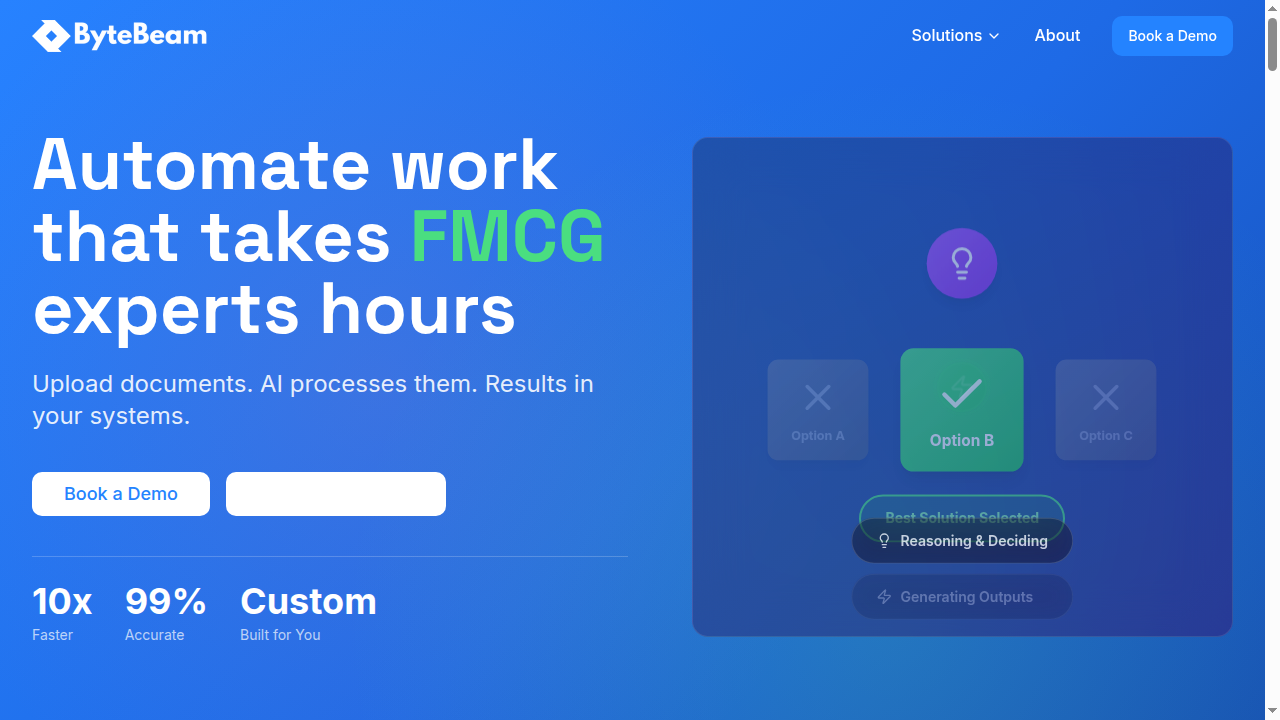 ByteBeam
Solutions
About
Book a Demo
Automate work
that takes FMCG
experts hours
Upload documents. AI processes them. Results in
your systems.
Book a Demo
10x
Faster
99%
Accurate
Custom
Built for You
Option A
Option B
Option C
Best Solution Selected
Reasoning & Deciding
Generating Outputs